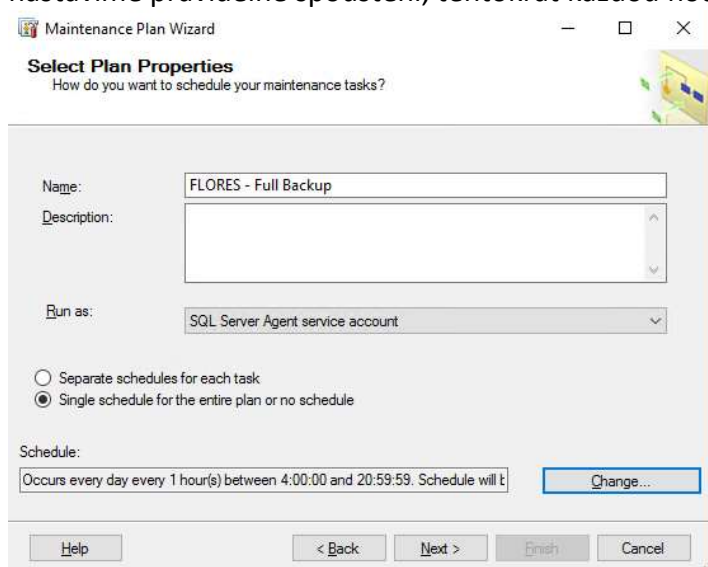 Maintenance Plan Wizard
Select Plan Properties
How do you want to schedule your maintenance tasks?
Name:
FLORES - Full Backup
Description:
Run as:
SQL Server Agent service account
Separate schedules for each task
Single schedule for the entire plan or no schedule
Schedule:
Occurs every day every 1 hour(s) between 4:00:00 and 20:59:59. Schedule will
Change...
Help
< Back
Next >
Finish
Cancel